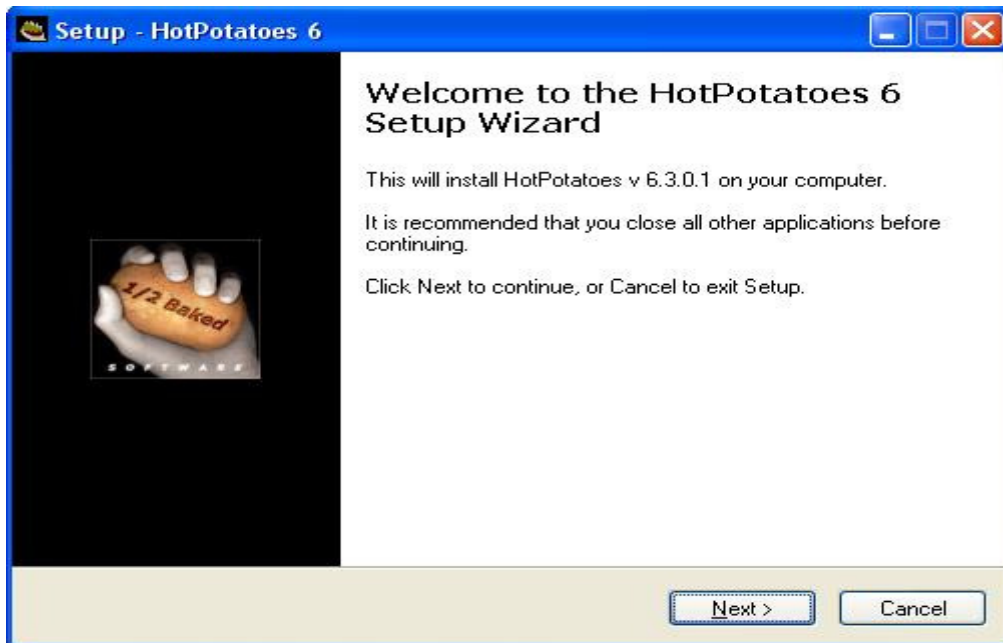 Setup - HotPotatoes 6
Welcome to the HotPotatoes 6
Setup Wizard
This will install HotPotatoes v 6.3.0.1 on your computer.
It is recommended that you close all other applications before
continuing.
Click Next to continue, or Cancel to exit Setup.
1/2 Baked
SOFTWARE
Next >
Cancel